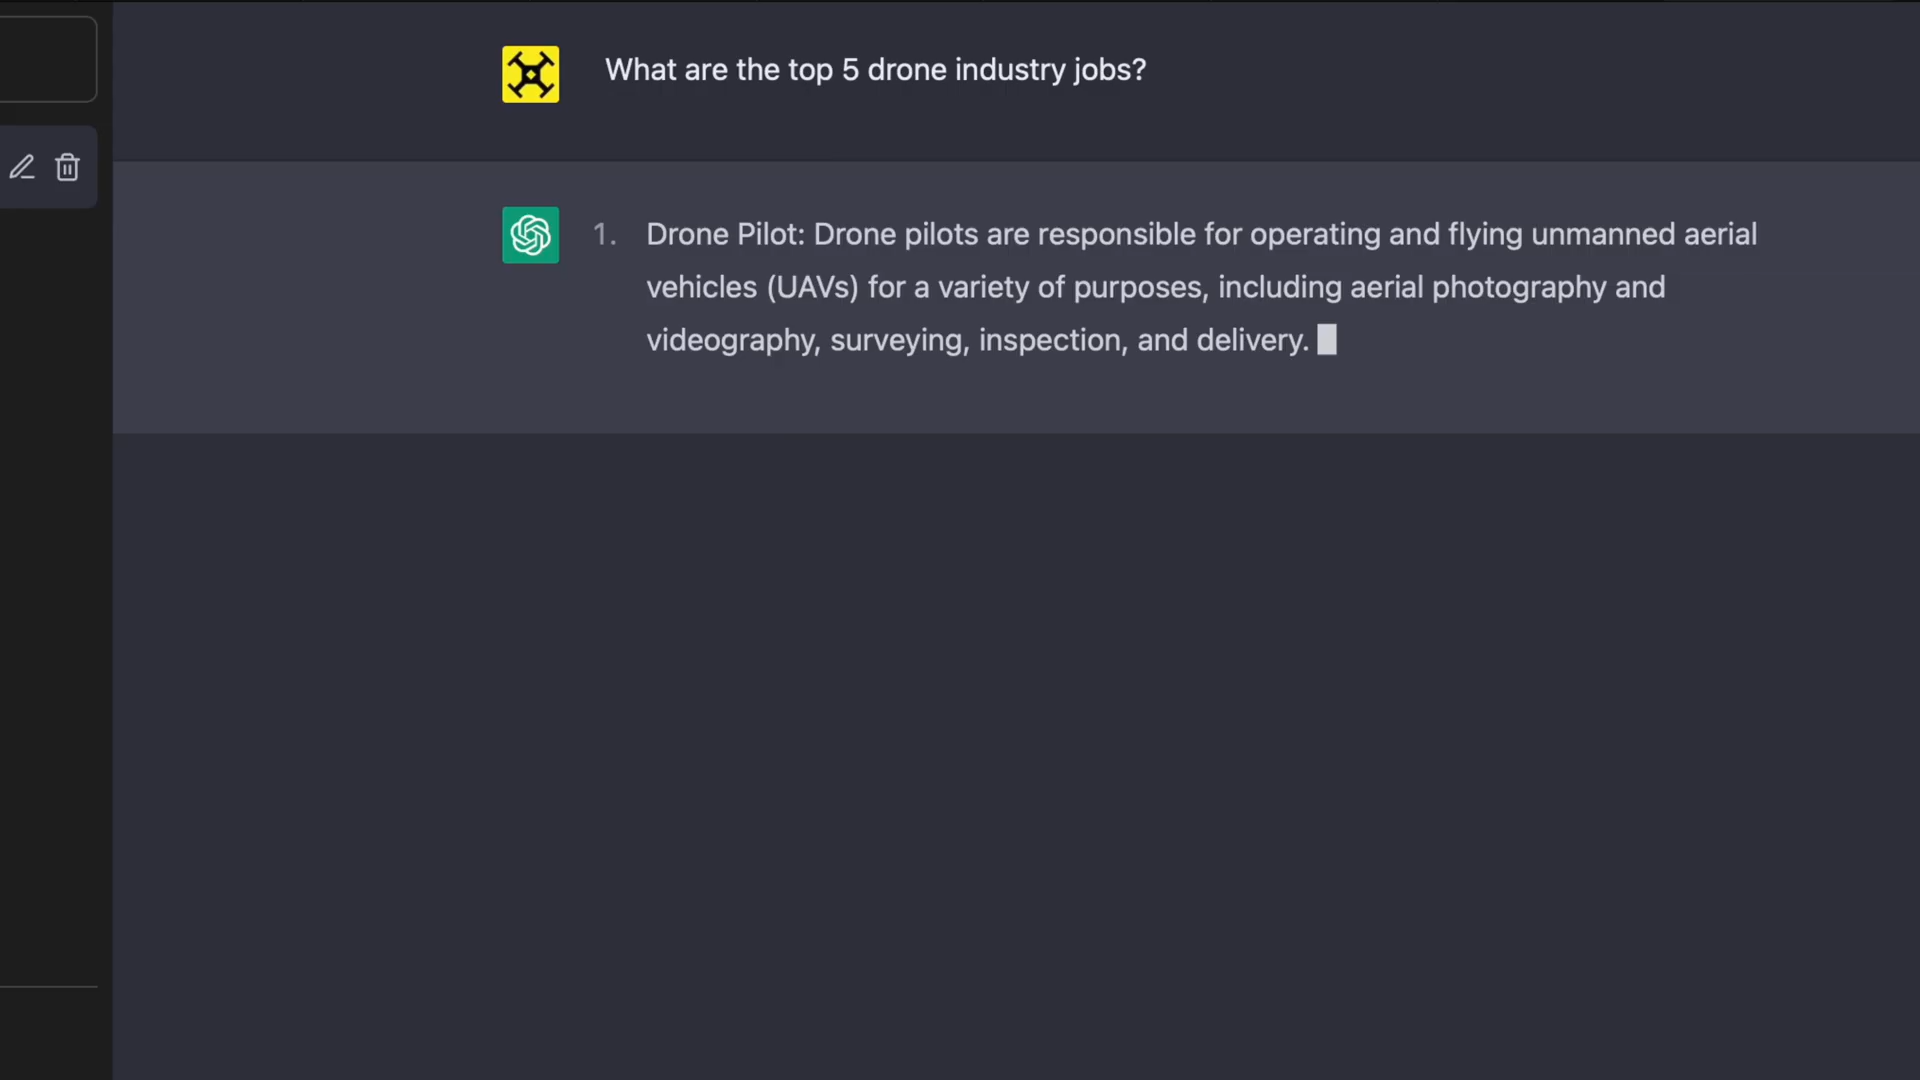 What are the top 5 drone industry jobs?
1. Drone Pilot: Drone pilots are responsible for operating and flying unmanned aerial
vehicles (UAVs) for a variety of purposes, including aerial photography and
videography, surveying, inspection, and delivery.